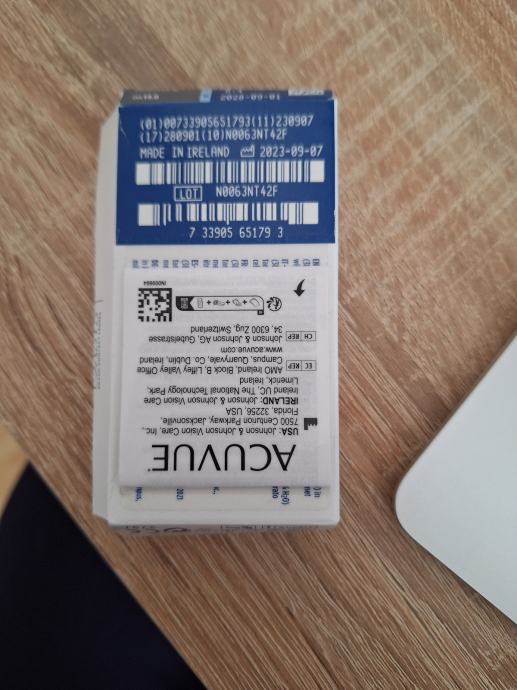 2028-09-01
(01)00733905651793(11)230907
(17)280901(10)N0063NT42F
MADE IN IRELAND 2023-09-07
LOT N0063NT42F
7 33905 65179 3
ACUVUE®
USA: Johnson & Johnson Vision Care, Inc.,
7500 Centurion Parkway, Jacksonville,
Florida 32256, USA
IRELAND: Johnson & Johnson Vision Care
Ireland UC, The National Technology Park,
Limerick, Ireland
EC REP AMO Ireland, Block B, Liffey Valley Office
Campus, Quarryvale, Co. Dublin, Ireland
www.acuvue.com
CH REP Johnson & Johnson AG, Gubelstrasse
34, 6300 Zug, Switzerland